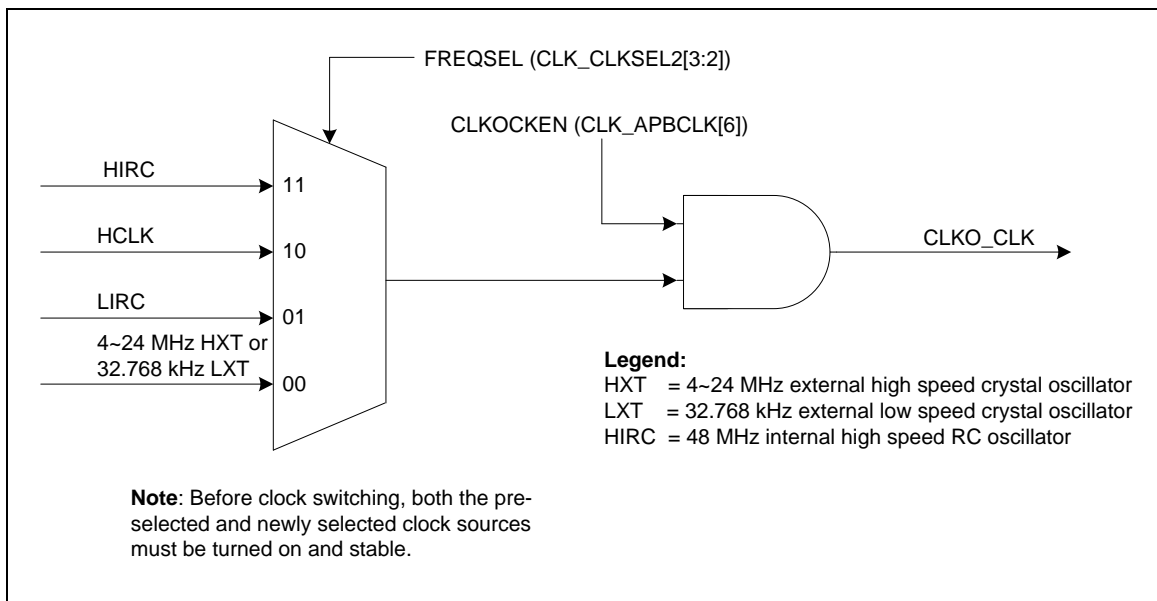 FREQSEL (CLK_CLKSEL2[3:2])
CLKOCKEN (CLK_APBCLK[6])
HIRC
11
HCLK
10
CLKO_CLK
LIRC
01
4~24 MHz HXT or
32.768 kHz LXT
00
Legend:
HXT = 4~24 MHz external high speed crystal oscillator
LXT = 32.768 kHz external low speed crystal oscillator
HIRC = 48 MHz internal high speed RC oscillator
Note: Before clock switching, both the pre-
selected and newly selected clock sources
must be turned on and stable.